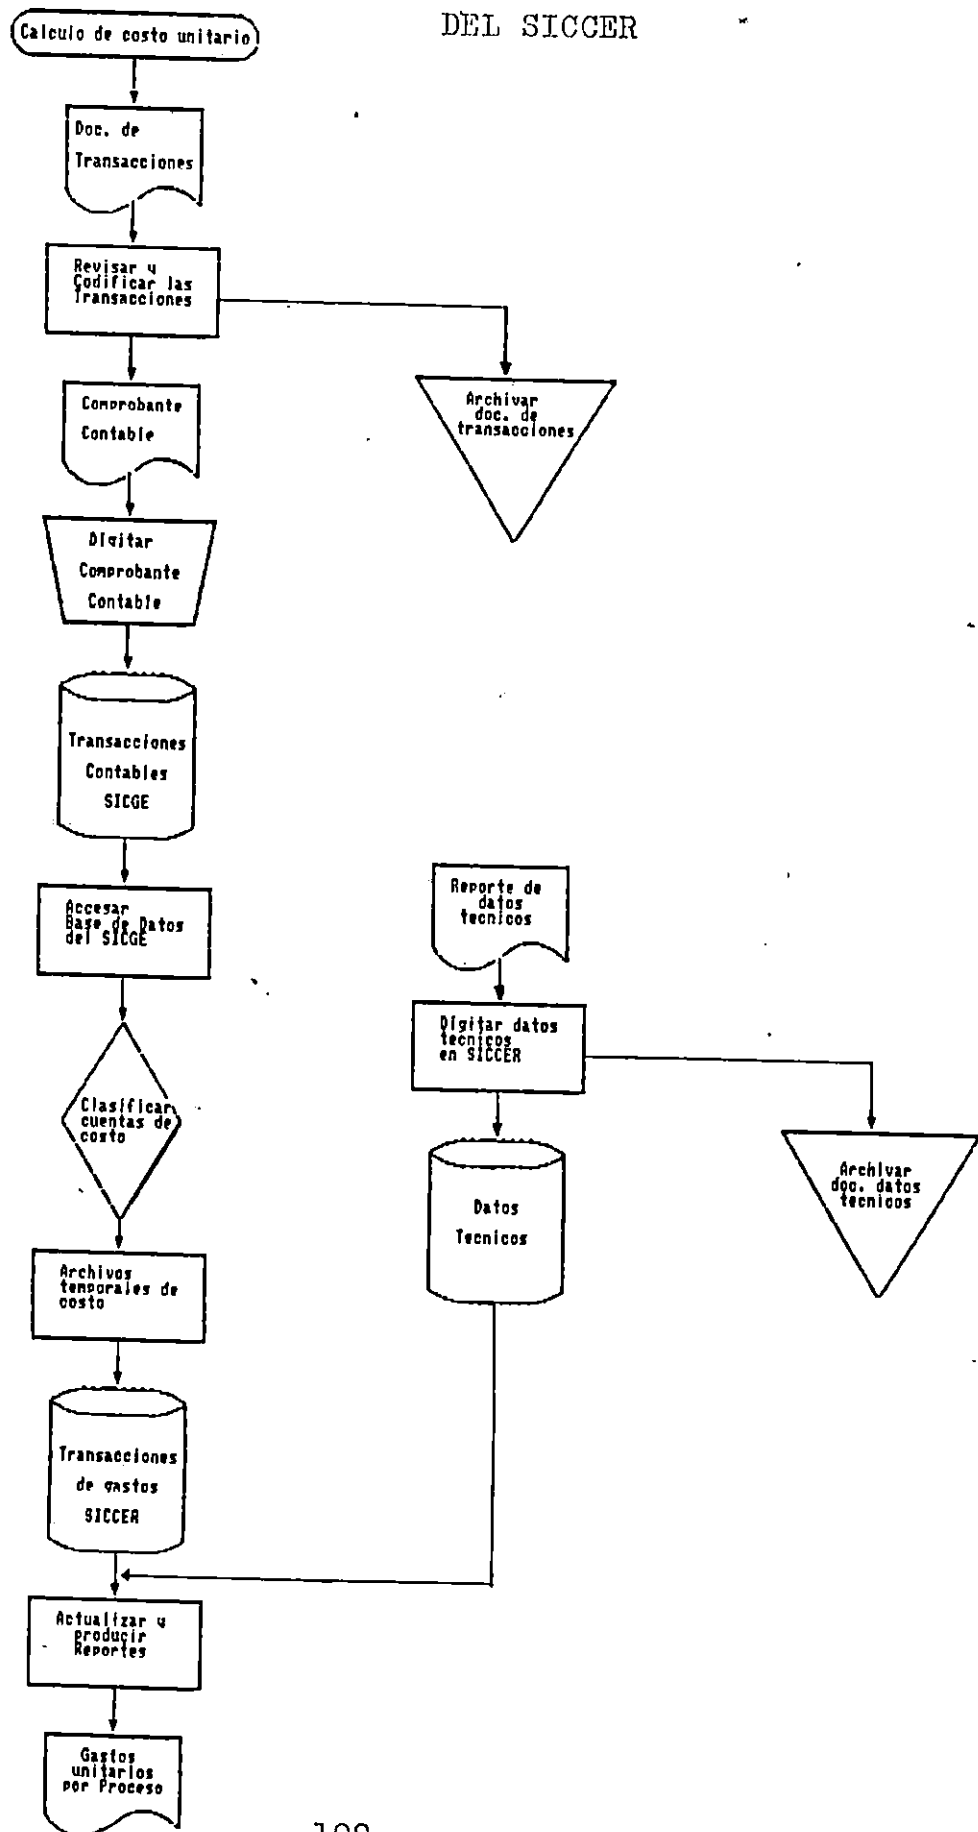 DEL SICCER
Calculo de costo unitario
Doc. de
Transacciones
Revisar y
Codificar las
Transacciones
Comprobante
Contable
Archivar
doc. de
transacciones
Digitar
Comprobante
Contable
Transacciones
Contables
SICGE
Accesar
Base de Datos
del SICGE
Reporte de
datos
tecnicos
Digitar datos
tecnicos
en SICCER
Clasificar
cuentas de
costo
Datos
Tecnicos
Archivar
doc. datos
tecnicos
Archivos
temporales de
costo
Transacciones
de gastos
SICCER
Actualizar y
producir
Reportes
Gastos
unitarios
por Proceso